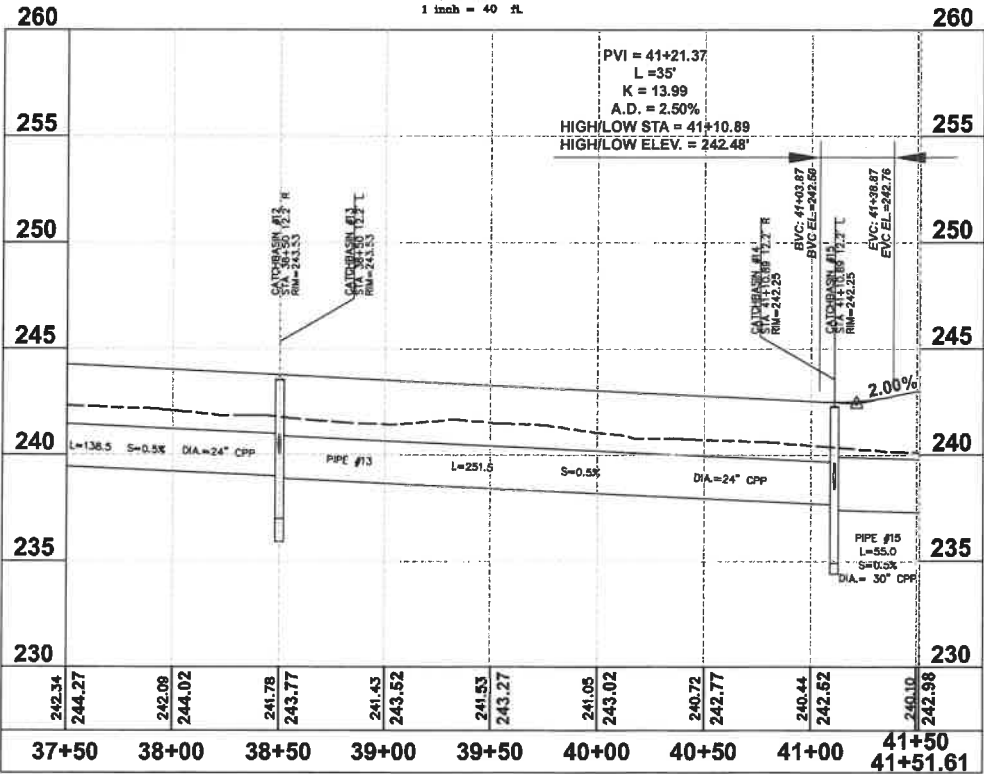 1 inch = 40 ft.
260
260
PVI = 41+21.37
L =35'
K = 13.99
A.D. = 2.50%
HIGH/LOW STA = 41+10.89
HIGH/LOW ELEV. = 242.48'
255
255
BVC: 41+03.87
BVC EL.=242.50
EVC: 41+38.87
EVC EL=242.76
CATCHBASIN #12
STA 38+50 12.2' R
RIM=243.53
CATCHBASIN #13
STA 38+50 12.2' L
RIM=243.53
CATCHBASIN #14
STA 41+10.89 12.2' R
RIM=242.25
CATCHBASIN #15
STA 41+10.89 12.2' L
RIM=242.25
250
250
245
245
2.00%
240
240
L=138.5 S=0.5% DIA.=24" CPP
PIPE #13
L=251.5 S=0.5% DIA.=24" CPP
PIPE #15
L=55.0
S=0.5%
DIA.= 30" CPP
235
235
230
230
242.34 242.09 241.78 241.43 241.53 241.05 240.72 240.44 240.10
244.27 244.02 243.77 243.52 243.27 243.02 242.77 242.52 242.98
37+50 38+00 38+50 39+00 39+50 40+00 40+50 41+00 41+50
41+51.61